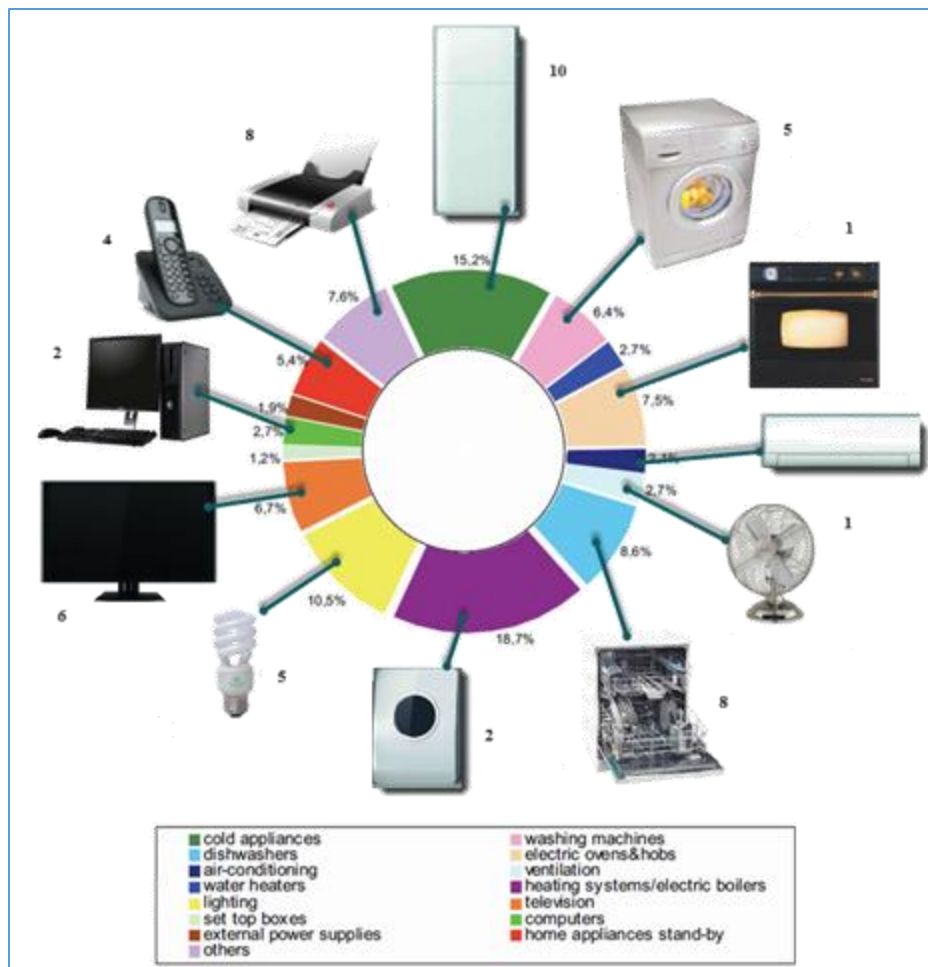 10
8
5
4
1
15,2%
7,6%
6,4%
2
5,4%
2,7%
1,9%
7,5%
2,7%
1,2%
2,7%
1
6,7%
8,6%
6
10,5%
18,7%
5
8
2
cold appliances
washing machines
dishwashers
electric ovens&hobs
air-conditioning
ventilation
water heaters
heating systems/electric boilers
lighting
television
set top boxes
computers
external power supplies
home appliances stand-by
others